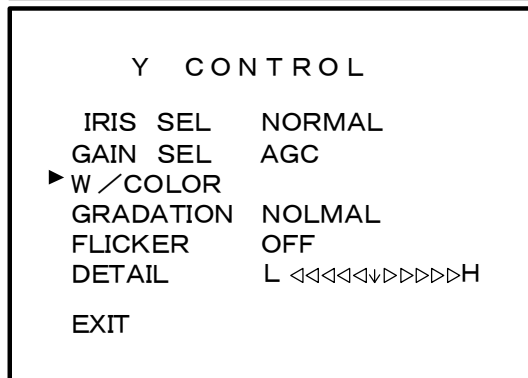 Y CONTROL
IRIS SEL NORMAL
GAIN SEL AGC
▶ W/COLOR
GRADATION NOLMAL
FLICKER OFF
DETAIL L ◁◁◁◁◁↓▷▷▷▷▷H
EXIT